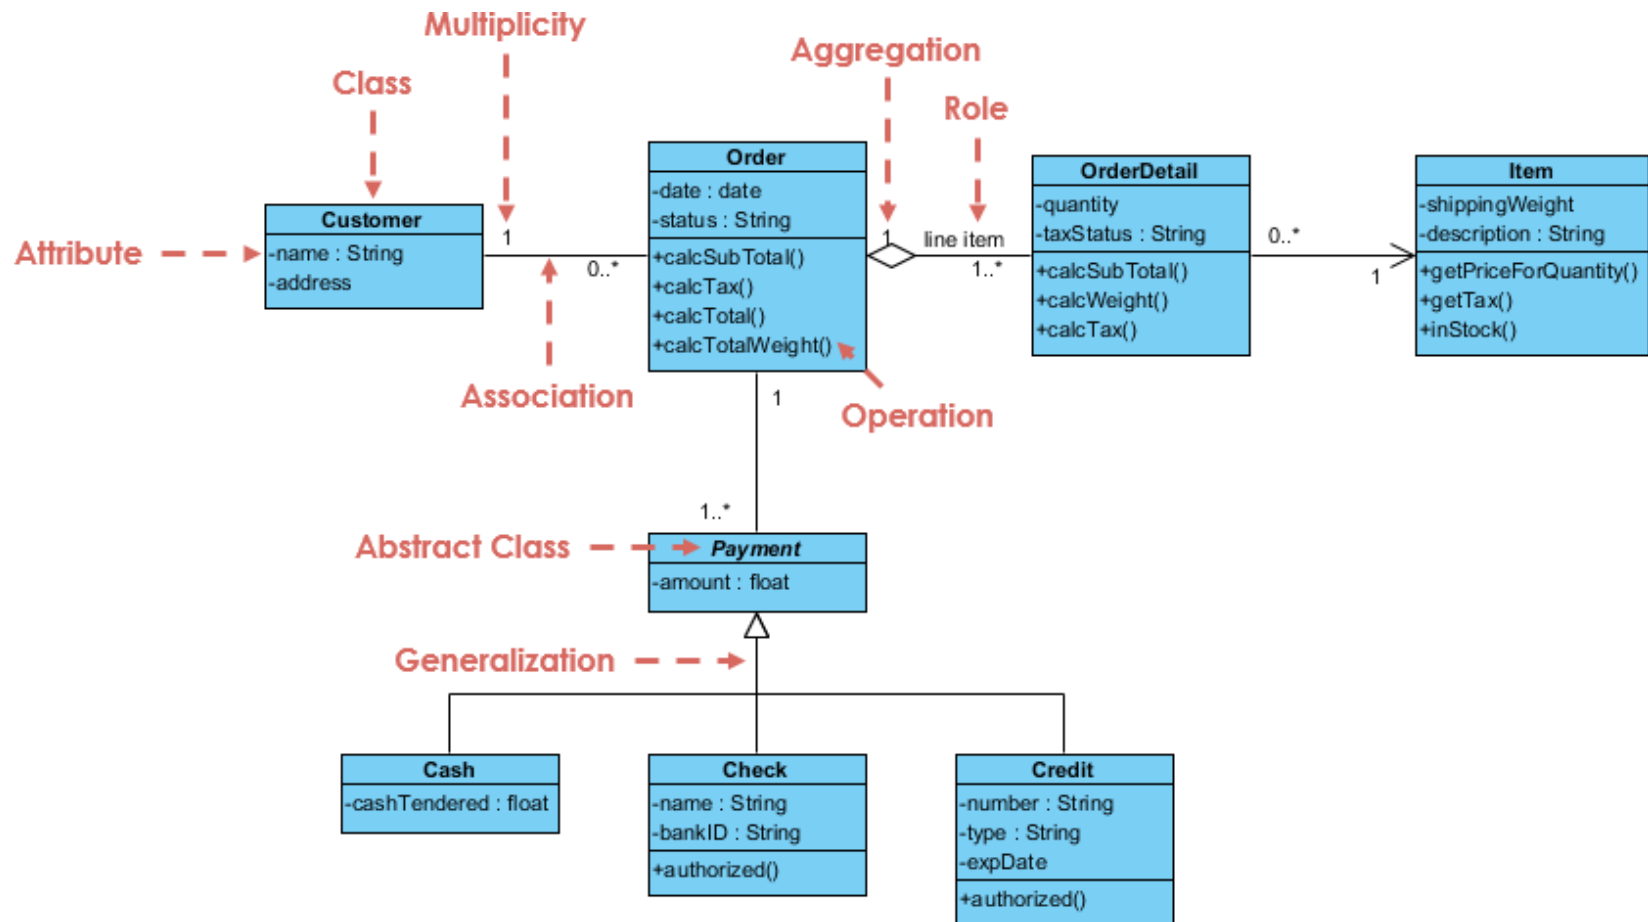 Multiplicity
Aggregation
Class
Role
Attribute
Customer
-name : String
-address
1
0..*
Association
Order
-date : date
-status : String
+calcSubTotal()
+calcTax()
+calcTotal()
+calcTotalWeight()
Operation
1
line item
1..*
OrderDetail
-quantity
-taxStatus : String
+calcSubTotal()
+calcWeight()
+calcTax()
0..*
1
Item
-shippingWeight
-description : String
+getPriceForQuantity()
+getTax()
+inStock()
1
1..*
Abstract Class
Payment
-amount : float
Generalization
Cash
-cashTendered : float
Check
-name : String
-bankID : String
+authorized()
Credit
-number : String
-type : String
-expDate
+authorized()